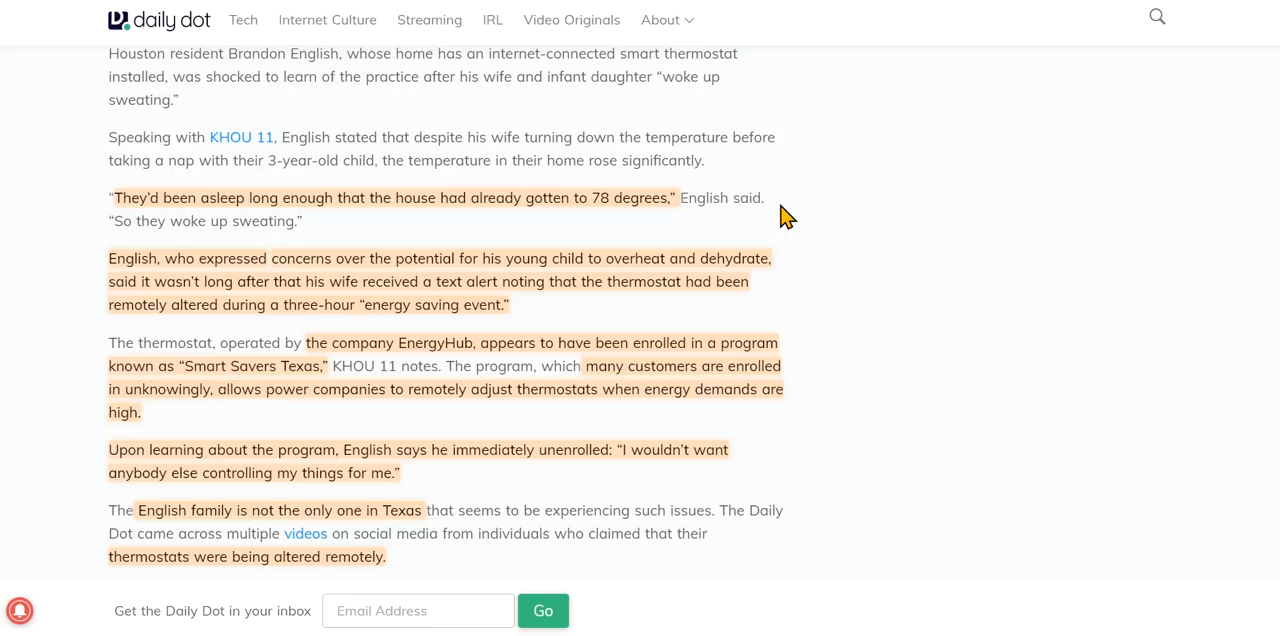 daily dot Tech Internet Culture Streaming IRL Video Originals About
Houston resident Brandon English, whose home has an internet-connected smart thermostat
installed, was shocked to learn of the practice after his wife and infant daughter “woke up
sweating.”
Speaking with KHOU 11, English stated that despite his wife turning down the temperature before
taking a nap with their 3-year-old child, the temperature in their home rose significantly.
“They’d been asleep long enough that the house had already gotten to 78 degrees,” English said.
“So they woke up sweating.”
English, who expressed concerns over the potential for his young child to overheat and dehydrate,
said it wasn’t long after that his wife received a text alert noting that the thermostat had been
remotely altered during a three-hour “energy saving event.”
The thermostat, operated by the company EnergyHub, appears to have been enrolled in a program
known as “Smart Savers Texas,” KHOU 11 notes. The program, which many customers are enrolled
in unknowingly, allows power companies to remotely adjust thermostats when energy demands are
high.
Upon learning about the program, English says he immediately unenrolled: “I wouldn’t want
anybody else controlling my things for me.”
The English family is not the only one in Texas that seems to be experiencing such issues. The Daily
Dot came across multiple videos on social media from individuals who claimed that their
thermostats were being altered remotely.
Get the Daily Dot in your inbox Email Address Go